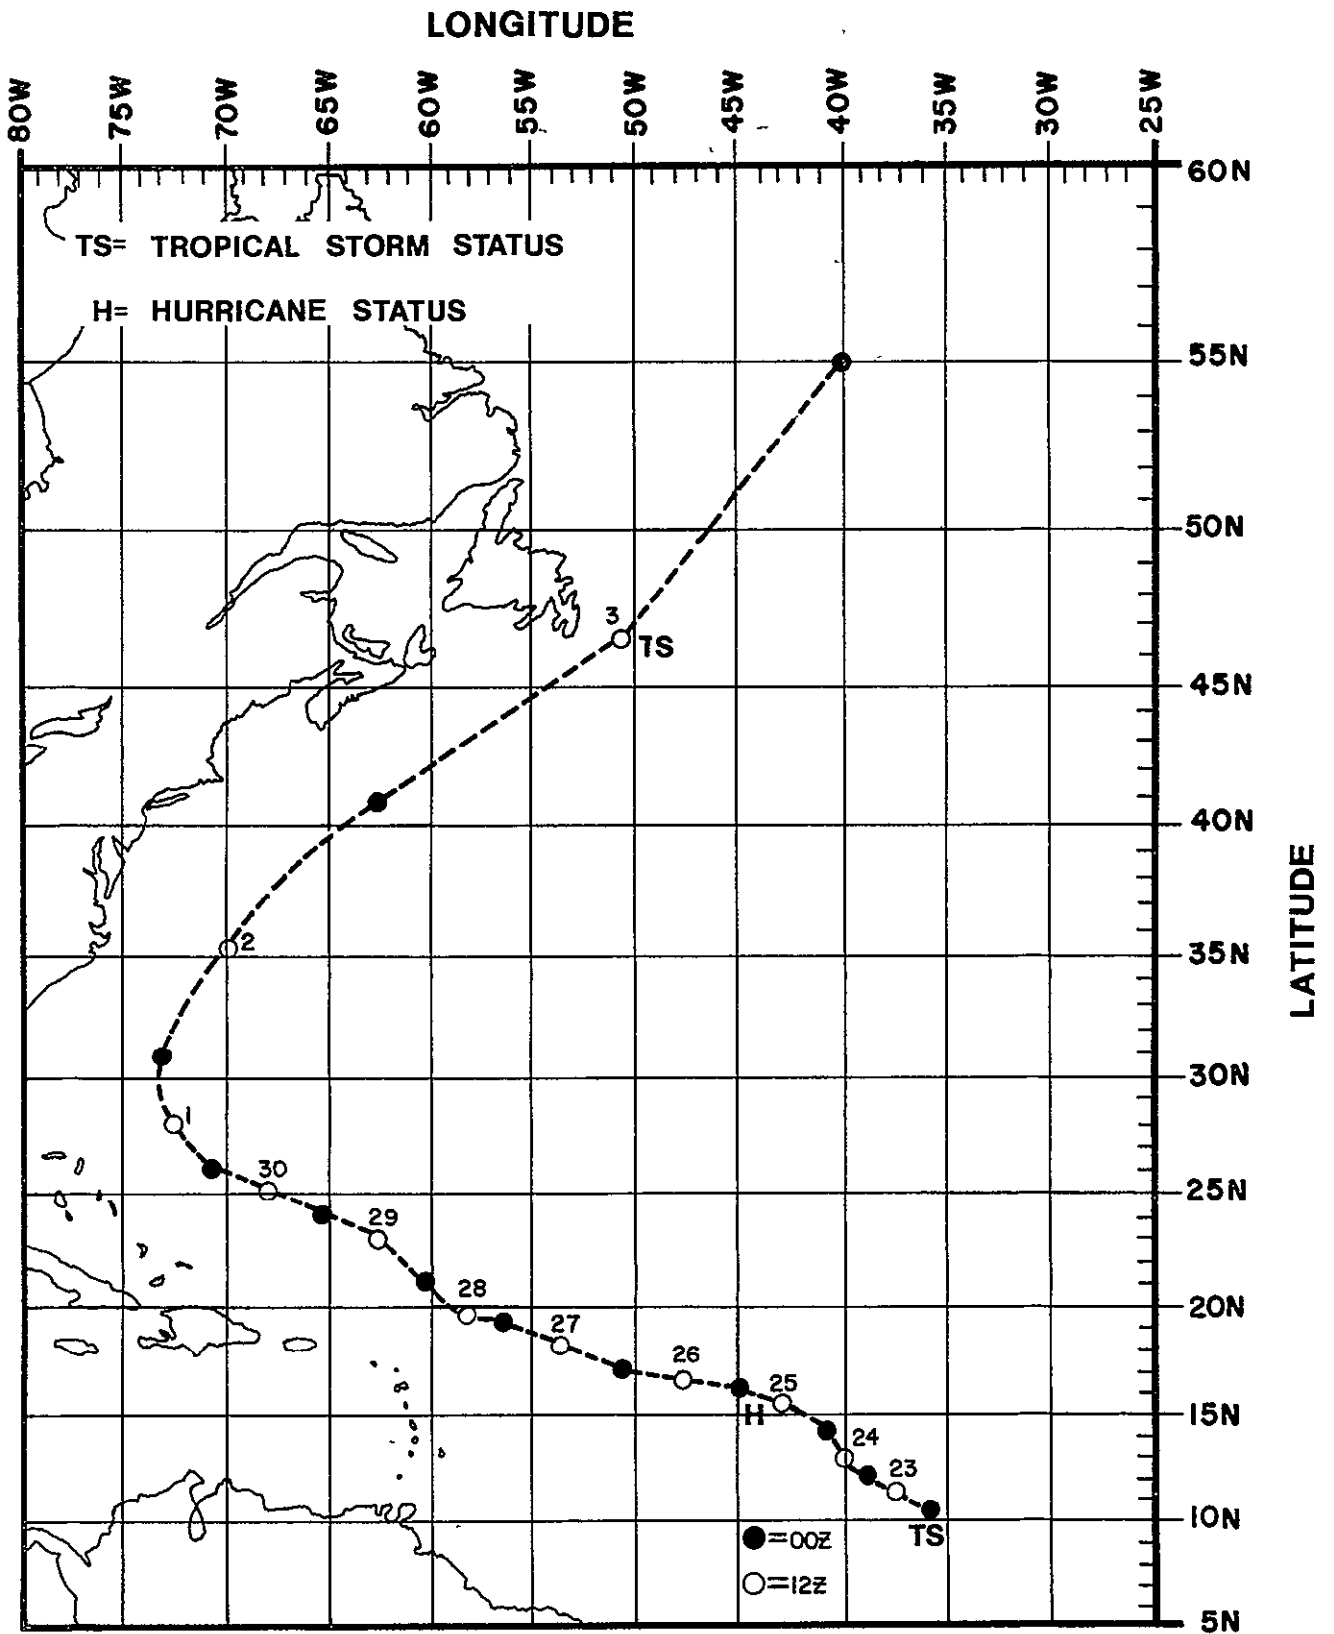 LONGITUDE
80W 75W 70W 65W 60W 55W 50W 45W 40W 35W 30W 25W
60N
TS= TROPICAL STORM STATUS
H= HURRICANE STATUS
55N
50N
3
TS
45N
40N
LATITUDE
2
35N
30N
1
30
25N
29
28
20N
27
26
25
H
15N
24
23
10N
TS
=00Z
=12Z
5N